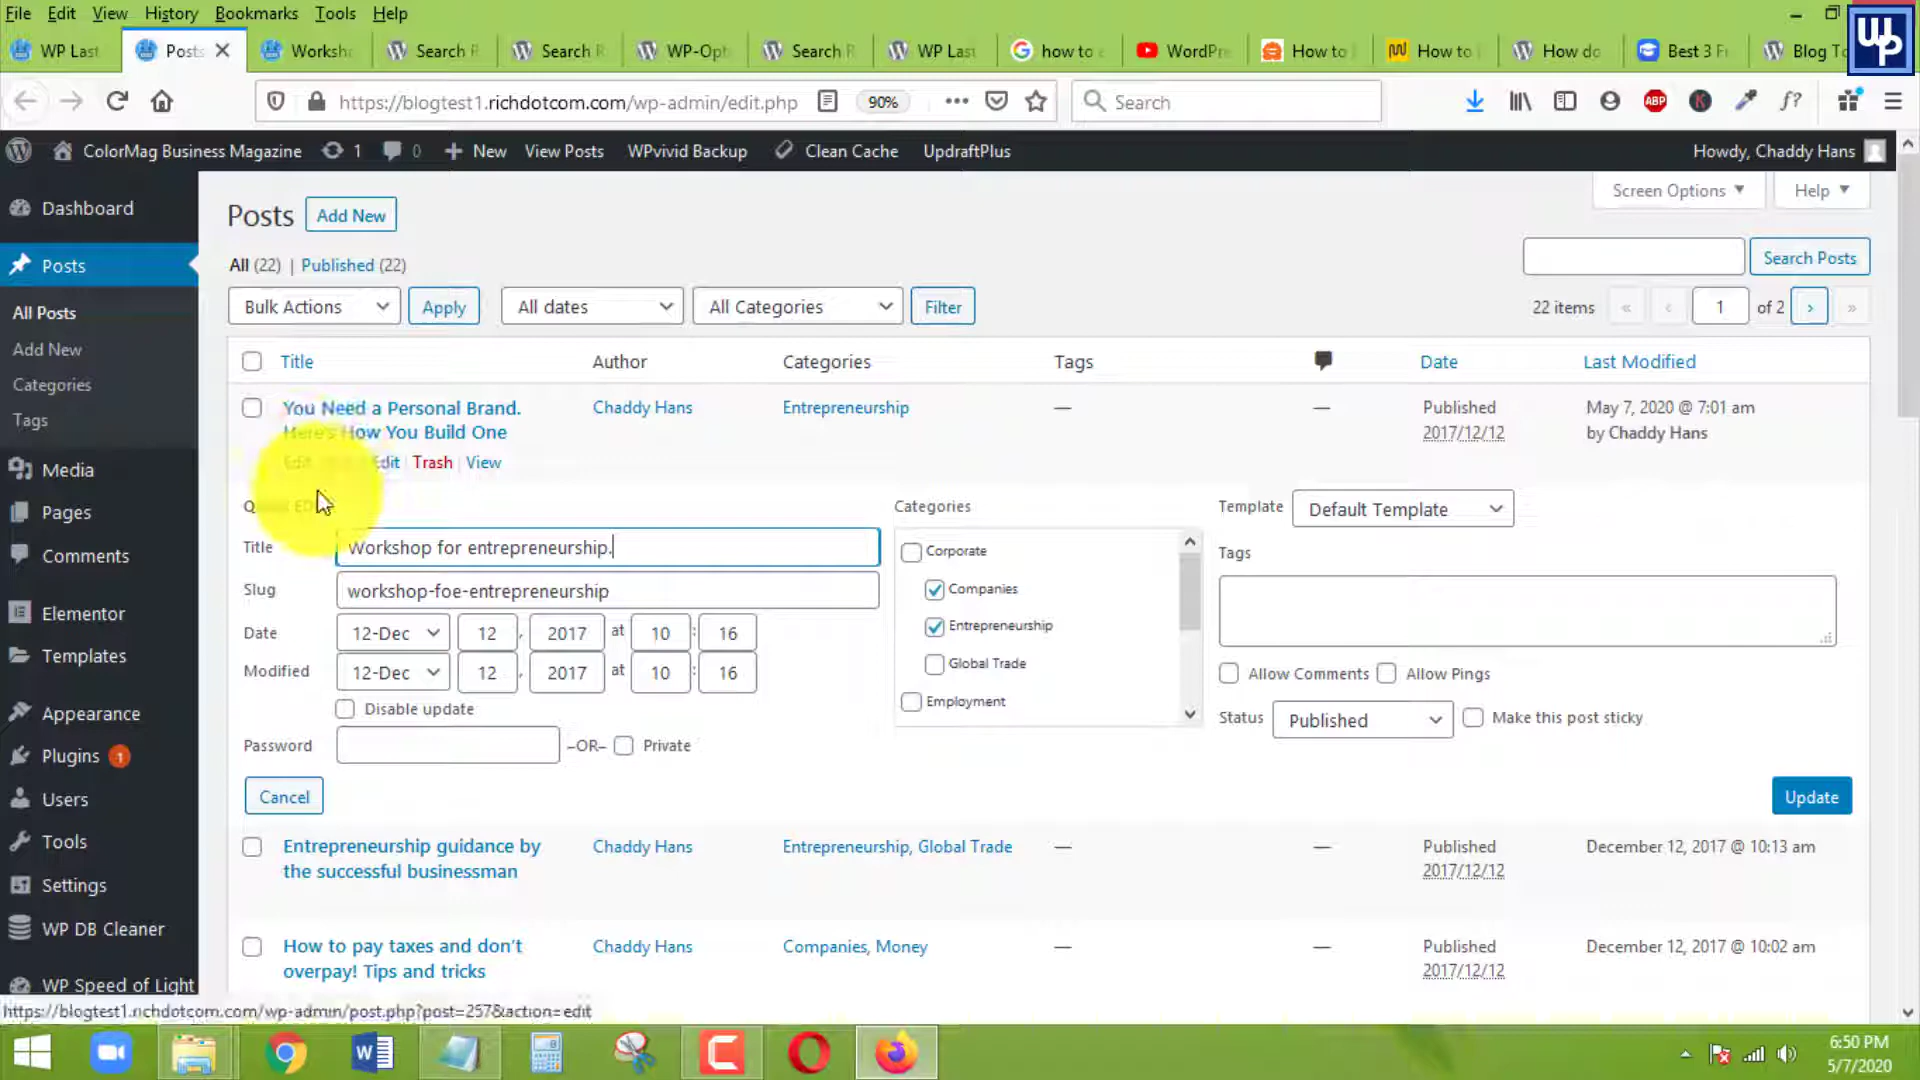 File Edit View History Bookmarks Tools Help
WP Last Posts Worksho Search R Search R WP-Opt Search R WP Last how to e WordPre How to How to How do Best 3 F Blog To
https://blogtest1.richdotcom.com/wp-admin/edit.php 90% Search ABP K f?
ColorMag Business Magazine 1 0 New View Posts WPvivid Backup Clean Cache UpdraftPlus Howdy, Chaddy Hans
Screen Options Help
Dashboard
Posts
All Posts
Add New
Categories
Tags
Media
Pages
Comments
Elementor
Templates
Appearance
Plugins 1
Users
Tools
Settings
WP DB Cleaner
WP Speed of Light
Posts Add New
All (22) | Published (22)
Search Posts
Bulk Actions Apply All dates All Categories Filter 22 items « ‹ 1 of 2 › »
Title Author Categories Tags Date Last Modified
You Need a Personal Brand. Chaddy Hans Entrepreneurship — — Published May 7, 2020 @ 7:01 am
Here's How You Build One 2017/12/12 by Chaddy Hans
Edit Edit | Trash | View
Categories Template Default Template
Title Workshop for entrepreneurship. Corporate Tags
Slug workshop-foe-entrepreneurship Companies
Date 12-Dec 12 , 2017 at 10 : 16 Entrepreneurship
Modified 12-Dec 12 , 2017 at 10 : 16 Global Trade Allow Comments Allow Pings
Disable update Employment Status Published Make this post sticky
Password –OR– Private
Cancel Update
Entrepreneurship guidance by Chaddy Hans Entrepreneurship, Global Trade — — Published December 12, 2017 @ 10:13 am
the successful businessman 2017/12/12
How to pay taxes and don't Chaddy Hans Companies, Money — — Published December 12, 2017 @ 10:02 am
overpay! Tips and tricks 2017/12/12
https://blogtest1.richdotcom.com/wp-admin/post.php?post=257&action=edit
6:50 PM
5/7/2020